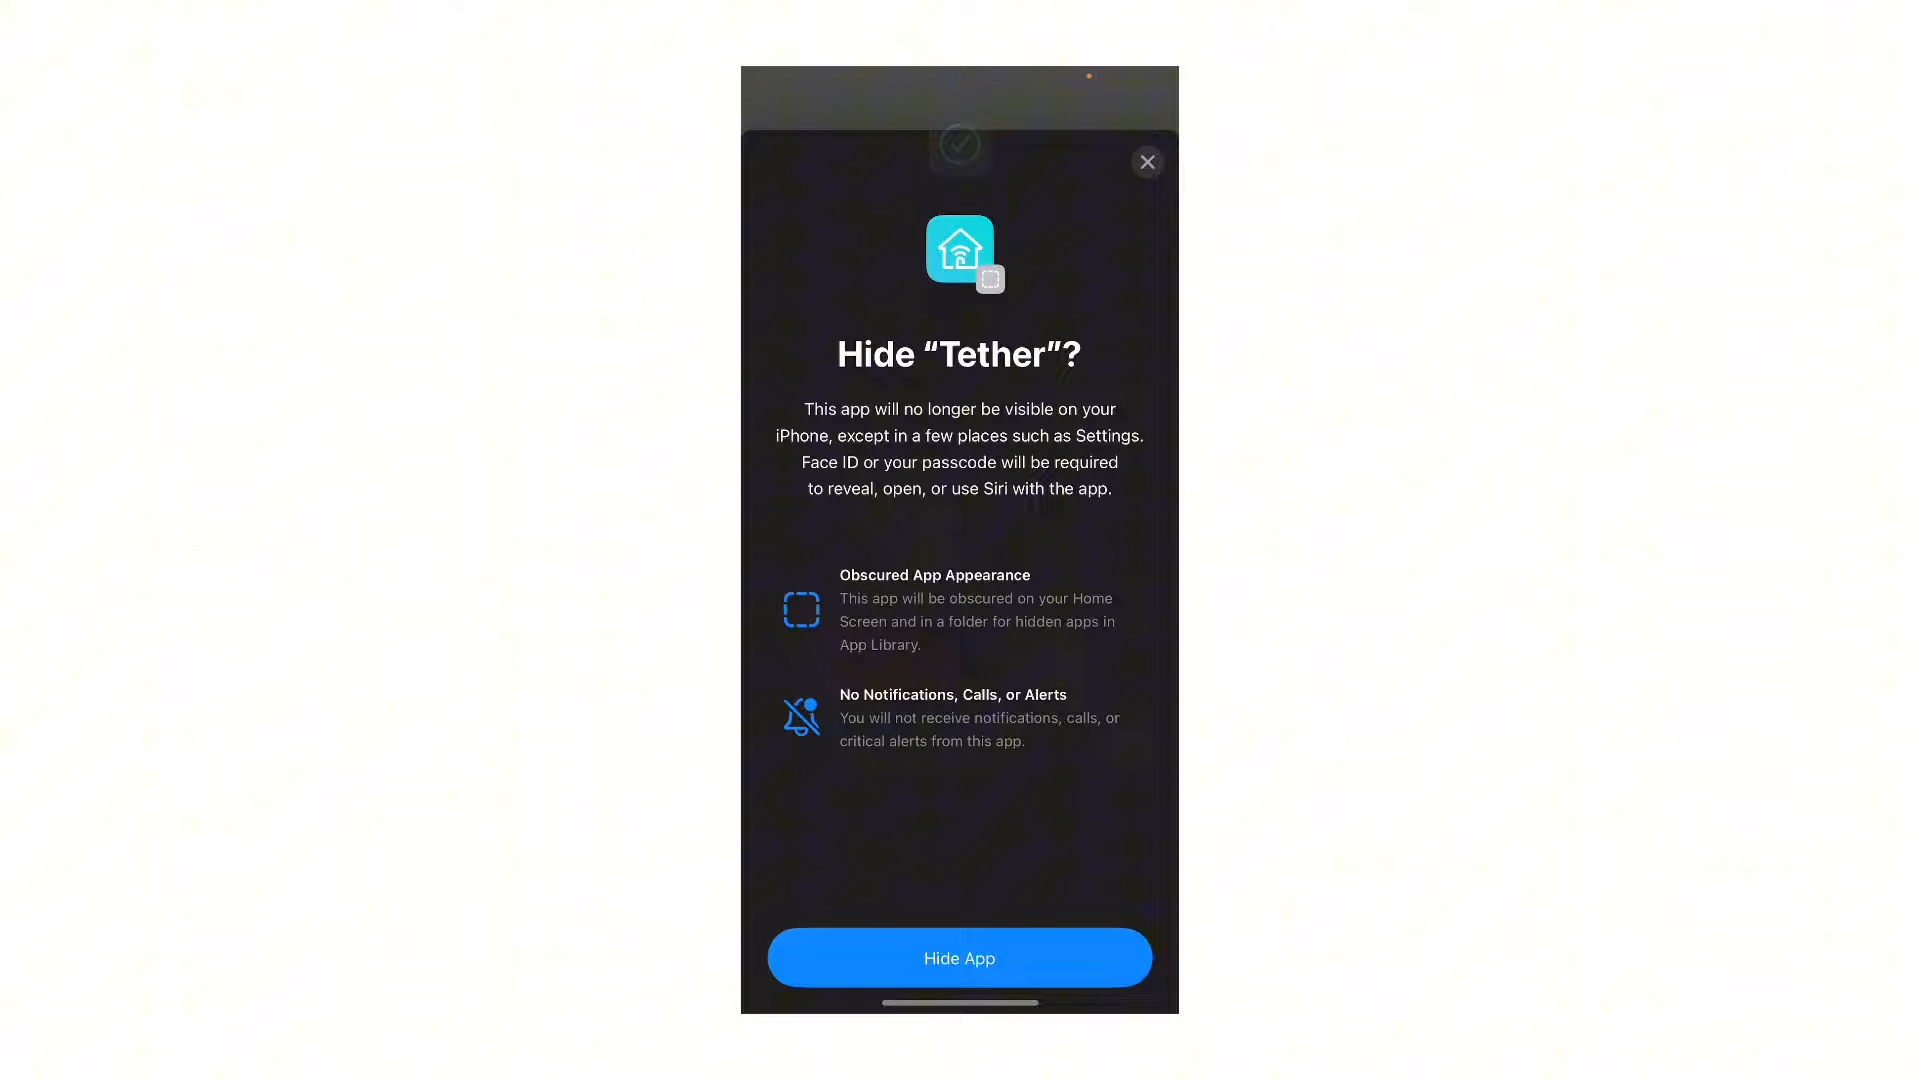 Hide “Tether”?
This app will no longer be visible on your
iPhone, except in a few places such as Settings.
Face ID or your passcode will be required
to reveal, open, or use Siri with the app.
Obscured App Appearance
This app will be obscured on your Home
Screen and in a folder for hidden apps in
App Library.
No Notifications, Calls, or Alerts
You will not receive notifications, calls, or
critical alerts from this app.
Hide App